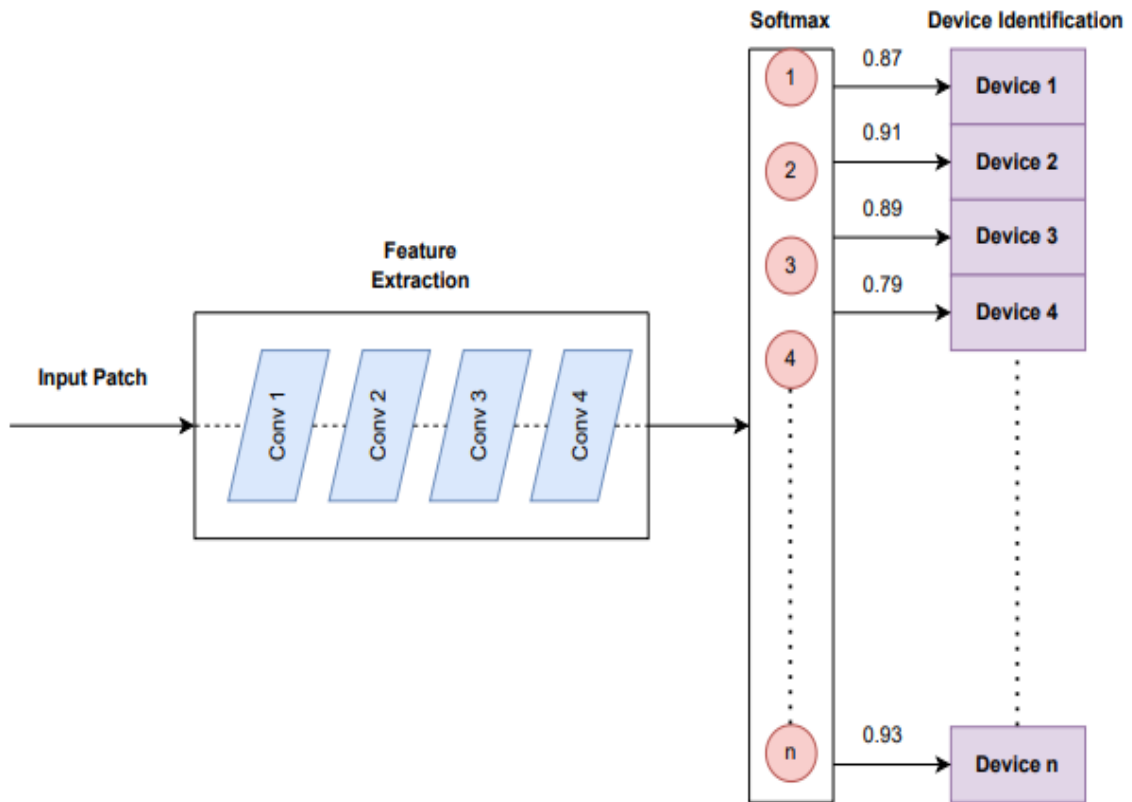 Softmax
Device Identification
0.87
1
Device 1
0.91
2
Device 2
0.89
3
Device 3
0.79
4
Device 4
Feature
Extraction
Input Patch
Conv 1
Conv 2
Conv 3
Conv 4
0.93
n
Device n